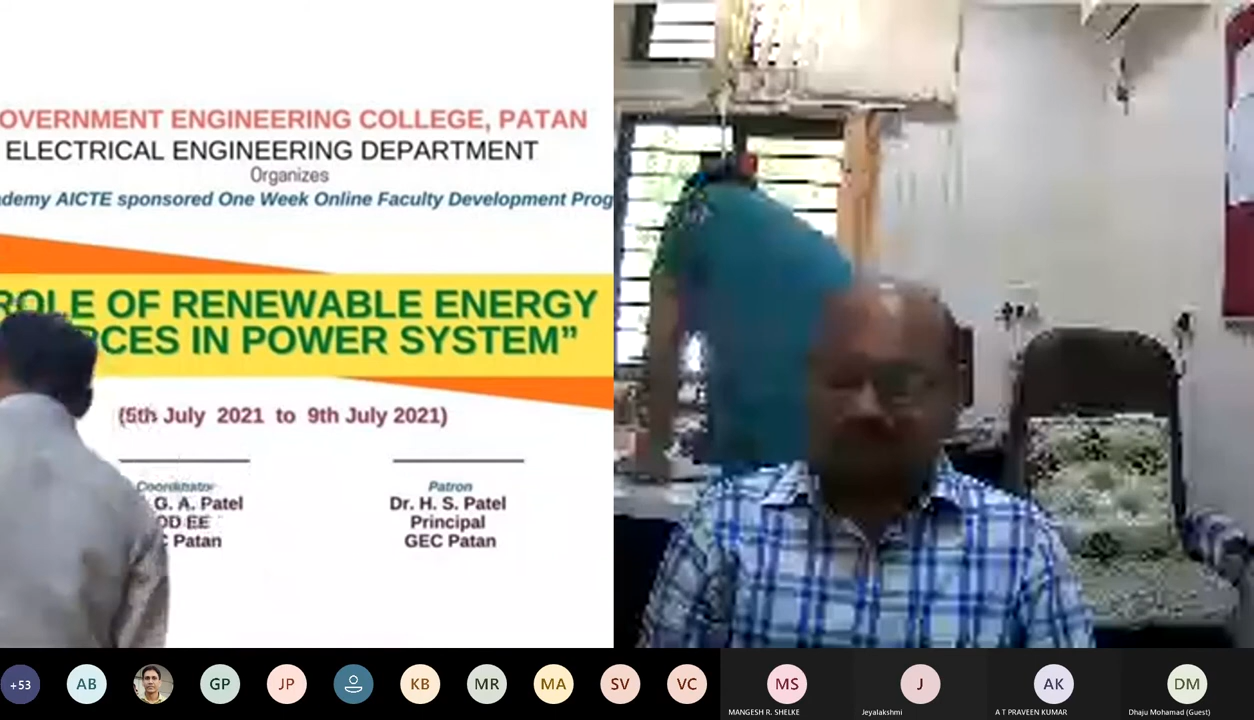 OVERNMENT ENGINEERING COLLEGE, PATAN
ELECTRICAL ENGINEERING DEPARTMENT
Organizes
ademy AICTE sponsored One Week Online Faculty Development Prog
ROLE OF RENEWABLE ENERGY
RCES IN POWER SYSTEM”
(5th July 2021 to 9th July 2021)
Coordinator
G. A. Patel
OD EE
C Patan
Patron
Dr. H. S. Patel
Principal
GEC Patan
+53
AB
GP
JP
KB
MR
MA
SV
VC
MS
MANGESH R. SHELKE
J
Jeyalakshmi
AK
A T PRAVEEN KUMAR
DM
Dhaju Mohamad (Guest)